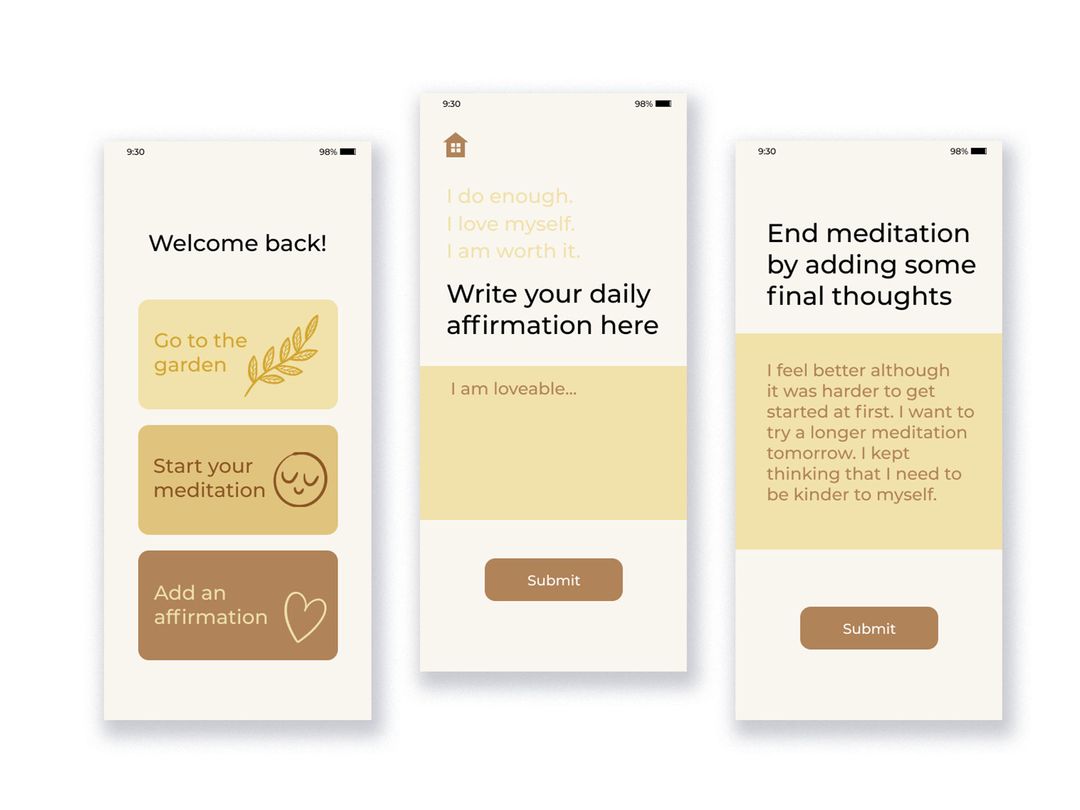 9:30 98%
Welcome back!
Go to the
garden
Start your
meditation
Add an
affirmation
9:30 98%
I do enough.
I love myself.
I am worth it.
Write your daily
affirmation here
I am loveable...
Submit
9:30 98%
End meditation
by adding some
final thoughts
I feel better although
it was harder to get
started at first. I want to
try a longer meditation
tomorrow. I kept
thinking that I need to
be kinder to myself.
Submit